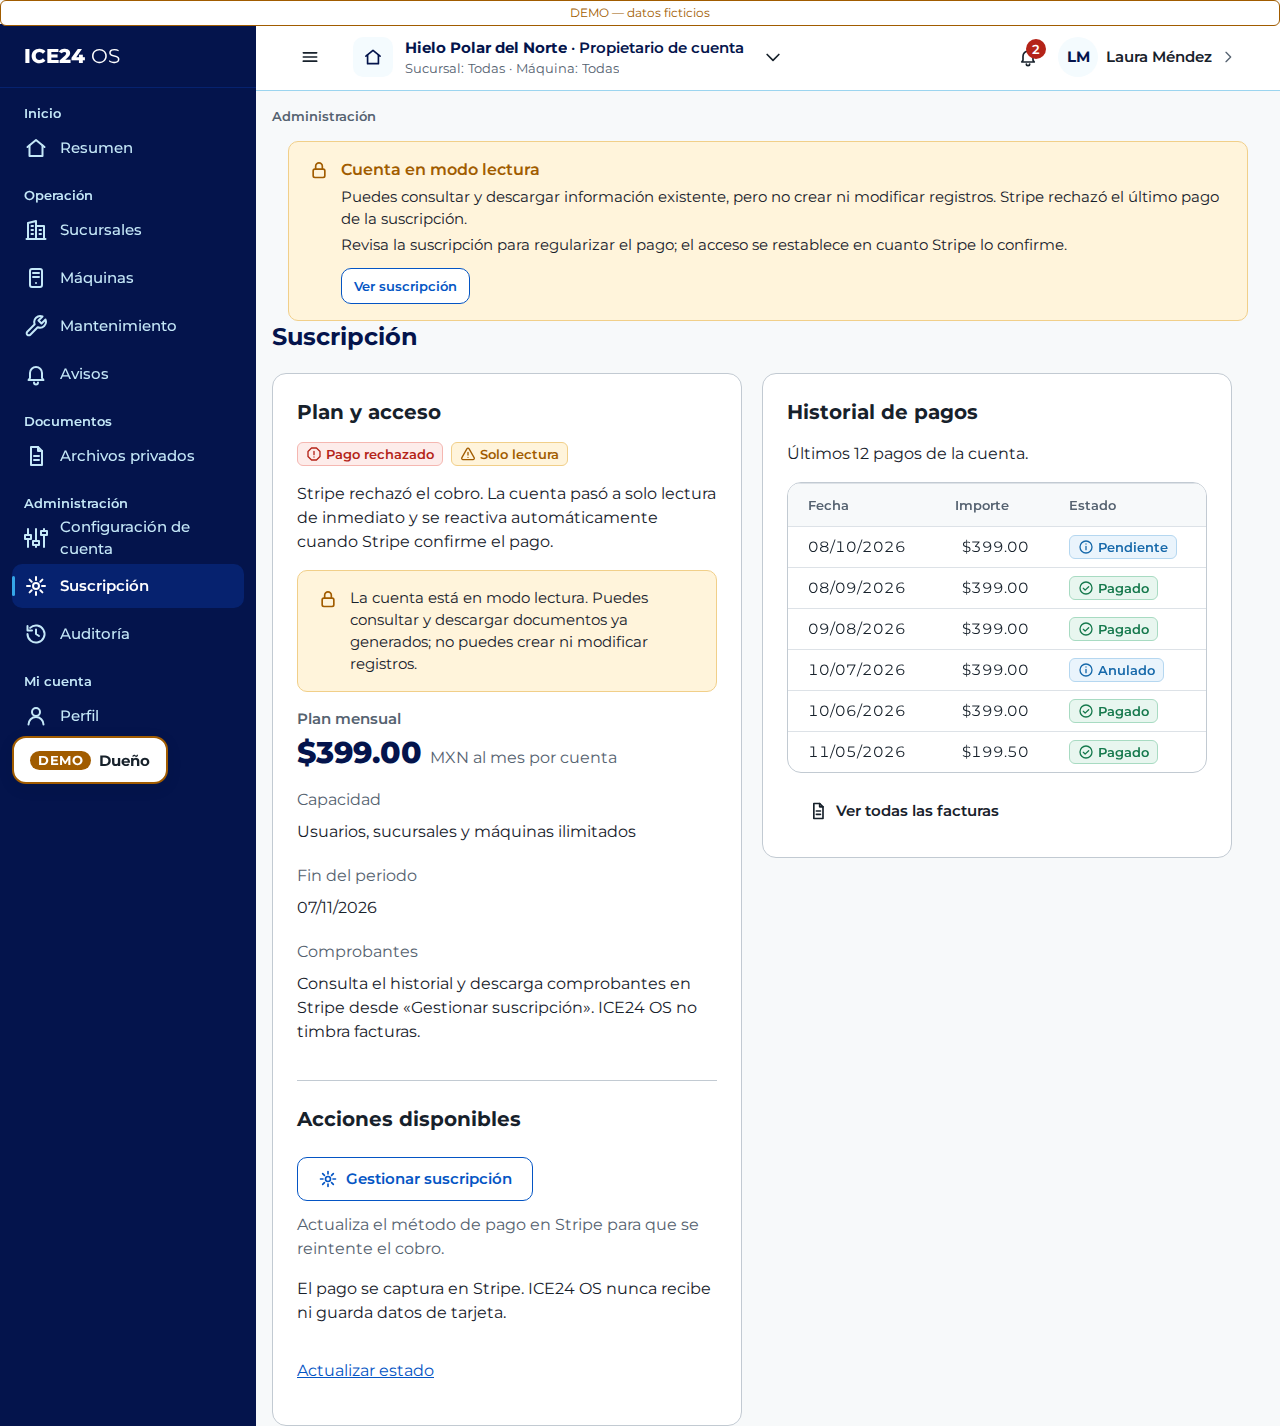 DEMO — datos ficticios
ICE24 OS
Inicio
Resumen
Operación
Sucursales
Máquinas
Mantenimiento
Avisos
Documentos
Archivos privados
Administración
Configuración de
cuenta
Suscripción
Auditoría
Mi cuenta
Perfil
DEMO Dueño
Hielo Polar del Norte · Propietario de cuenta
Sucursal: Todas · Máquina: Todas
2
LM Laura Méndez
Administración
Cuenta en modo lectura
Puedes consultar y descargar información existente, pero no crear ni modificar registros. Stripe rechazó el último pago
de la suscripción.
Revisa la suscripción para regularizar el pago; el acceso se restablece en cuanto Stripe lo confirme.
Ver suscripción
Suscripción
Plan y acceso
Pago rechazado Solo lectura
Stripe rechazó el cobro. La cuenta pasó a solo lectura
de inmediato y se reactiva automáticamente
cuando Stripe confirme el pago.
La cuenta está en modo lectura. Puedes
consultar y descargar documentos ya
generados; no puedes crear ni modificar
registros.
Plan mensual
$399.00 MXN al mes por cuenta
Capacidad
Usuarios, sucursales y máquinas ilimitados
Fin del periodo
07/11/2026
Comprobantes
Consulta el historial y descarga comprobantes en
Stripe desde «Gestionar suscripción». ICE24 OS no
timbra facturas.
Acciones disponibles
Gestionar suscripción
Actualiza el método de pago en Stripe para que se
reintente el cobro.
El pago se captura en Stripe. ICE24 OS nunca recibe
ni guarda datos de tarjeta.
Actualizar estado
Historial de pagos
Últimos 12 pagos de la cuenta.
Fecha Importe Estado
08/10/2026 $399.00 Pendiente
08/09/2026 $399.00 Pagado
09/08/2026 $399.00 Pagado
10/07/2026 $399.00 Anulado
10/06/2026 $399.00 Pagado
11/05/2026 $199.50 Pagado
Ver todas las facturas